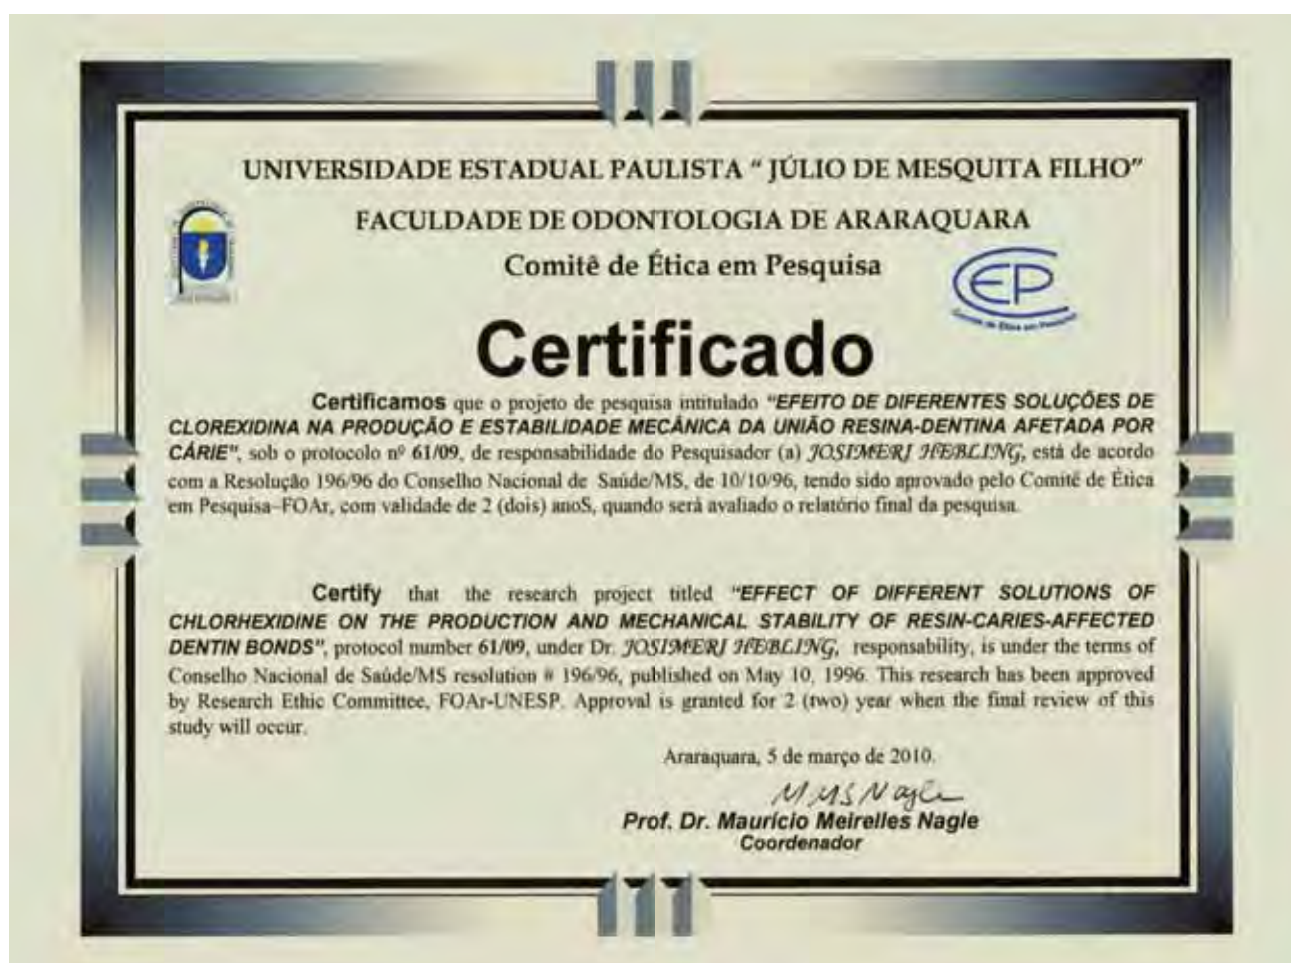 UNIVERSIDADE ESTADUAL PAULISTA “ JÚLIO DE MESQUITA FILHO”
FACULDADE DE ODONTOLOGIA DE ARARAQUARA
Comitê de Ética em Pesquisa
CEP
Comitê de Ética em Pesquisa
Certificado
Certificamos que o projeto de pesquisa intitulado "EFEITO DE DIFERENTES SOLUÇÕES DE
CLOREXIDINA NA PRODUÇÃO E ESTABILIDADE MECÂNICA DA UNIÃO RESINA-DENTINA AFETADA POR
CÁRIE", sob o protocolo nº 61/09, de responsabilidade do Pesquisador (a) JOSIMERI HEBLING, está de acordo
com a Resolução 196/96 do Conselho Nacional de Saúde/MS, de 10/10/96, tendo sido aprovado pelo Comitê de Ética
em Pesquisa-FOAr, com validade de 2 (dois) anoS, quando será avaliado o relatório final da pesquisa.
Certify that the research project titled "EFFECT OF DIFFERENT SOLUTIONS OF
CHLORHEXIDINE ON THE PRODUCTION AND MECHANICAL STABILITY OF RESIN-CARIES-AFFECTED
DENTIN BONDS", protocol number 61/09, under Dr. JOSIMERI HEBLING, responsability, is under the terms of
Conselho Nacional de Saúde/MS resolution # 196/96, published on May 10, 1996. This research has been approved
by Research Ethic Committee, FOAr-UNESP. Approval is granted for 2 (two) year when the final review of this
study will occur.
Araraquara, 5 de março de 2010.
MMSNagle
Prof. Dr. Maurício Meirelles Nagle
Coordenador